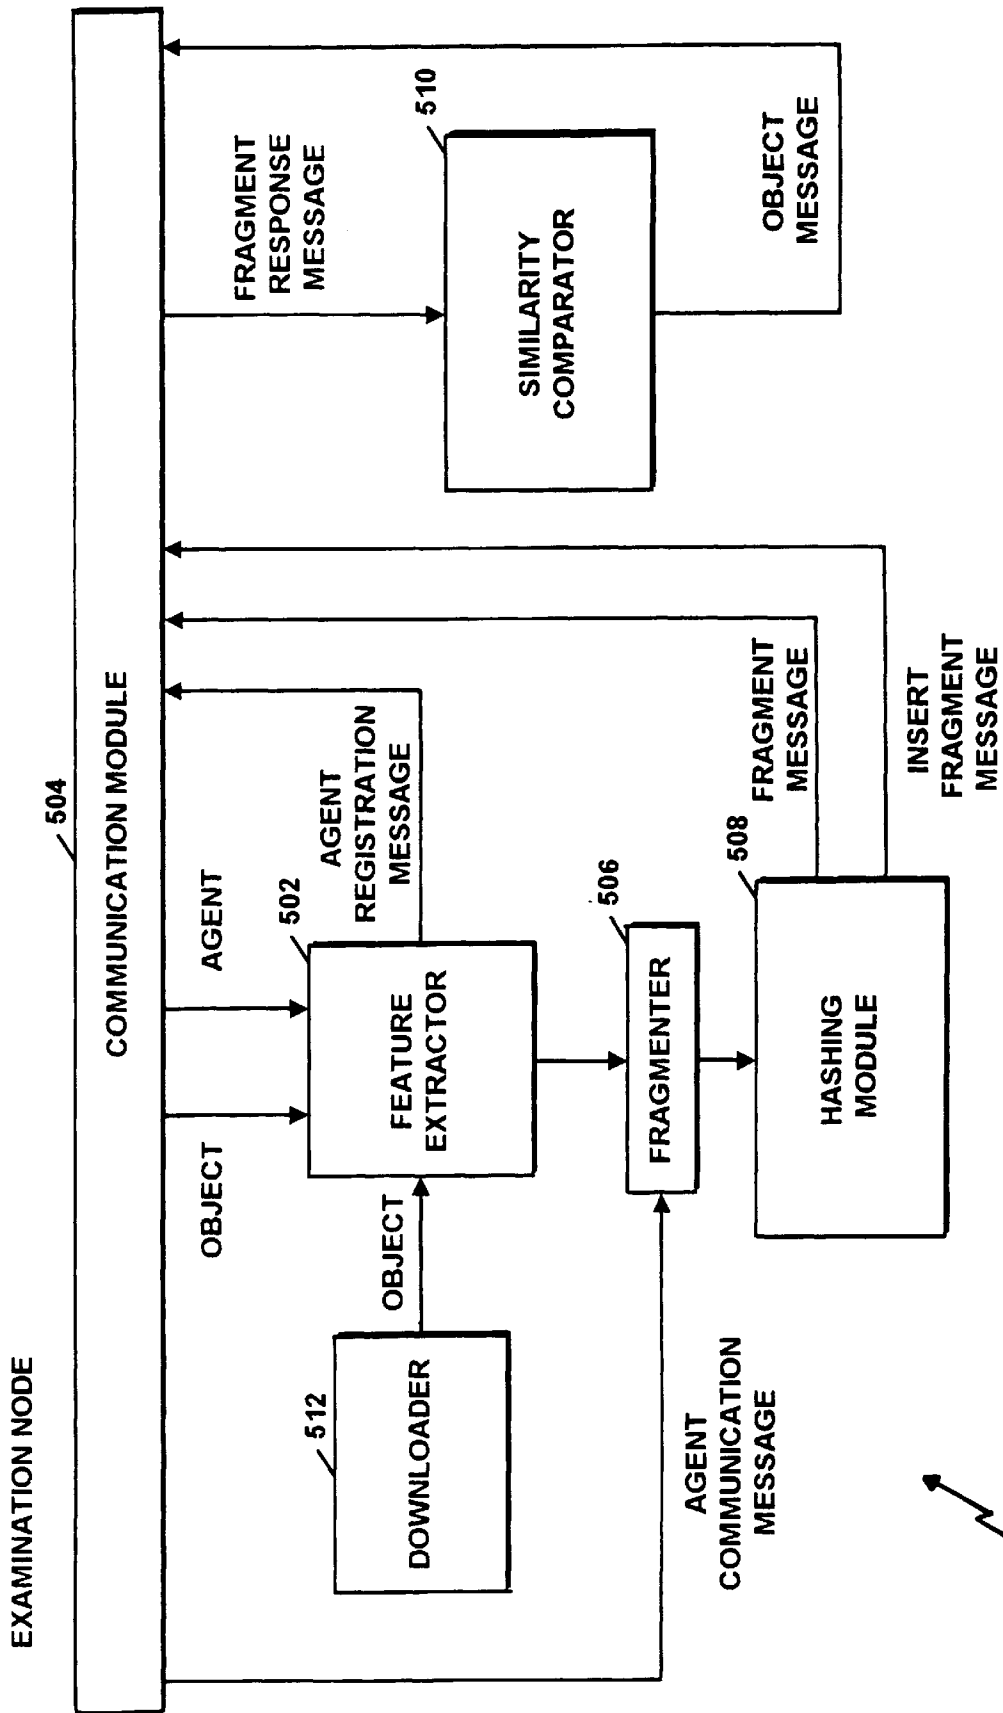 EXAMINATION NODE
504
COMMUNICATION MODULE
OBJECT
AGENT
FRAGMENT
RESPONSE
MESSAGE
512
DOWNLOADER
OBJECT
502
FEATURE
EXTRACTOR
AGENT
REGISTRATION
MESSAGE
510
SIMILARITY
COMPARATOR
506
FRAGMENTER
AGENT
COMMUNICATION
MESSAGE
508
HASHING
MODULE
FRAGMENT
MESSAGE
INSERT
FRAGMENT
MESSAGE
OBJECT
MESSAGE